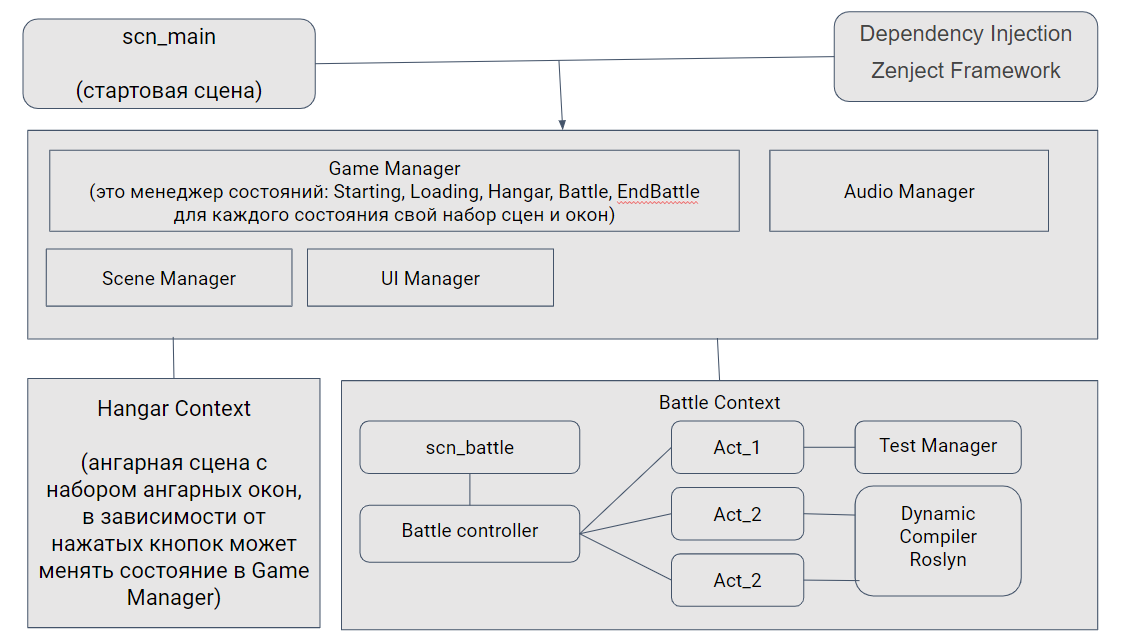 scn_main
(стартовая сцена)
Dependency Injection
Zenject Framework
Game Manager
(это менеджер состояний: Starting, Loading, Hangar, Battle, EndBattle
для каждого состояния свой набор сцен и окон)
Audio Manager
Scene Manager
UI Manager
Hangar Context
(ангарная сцена с
набором ангарных окон,
в зависимости от
нажатых кнопок может
менять состояние в Game
Manager)
Battle Context
scn_battle
Battle controller
Act_1
Act_2
Act_2
Test Manager
Dynamic
Compiler
Roslyn